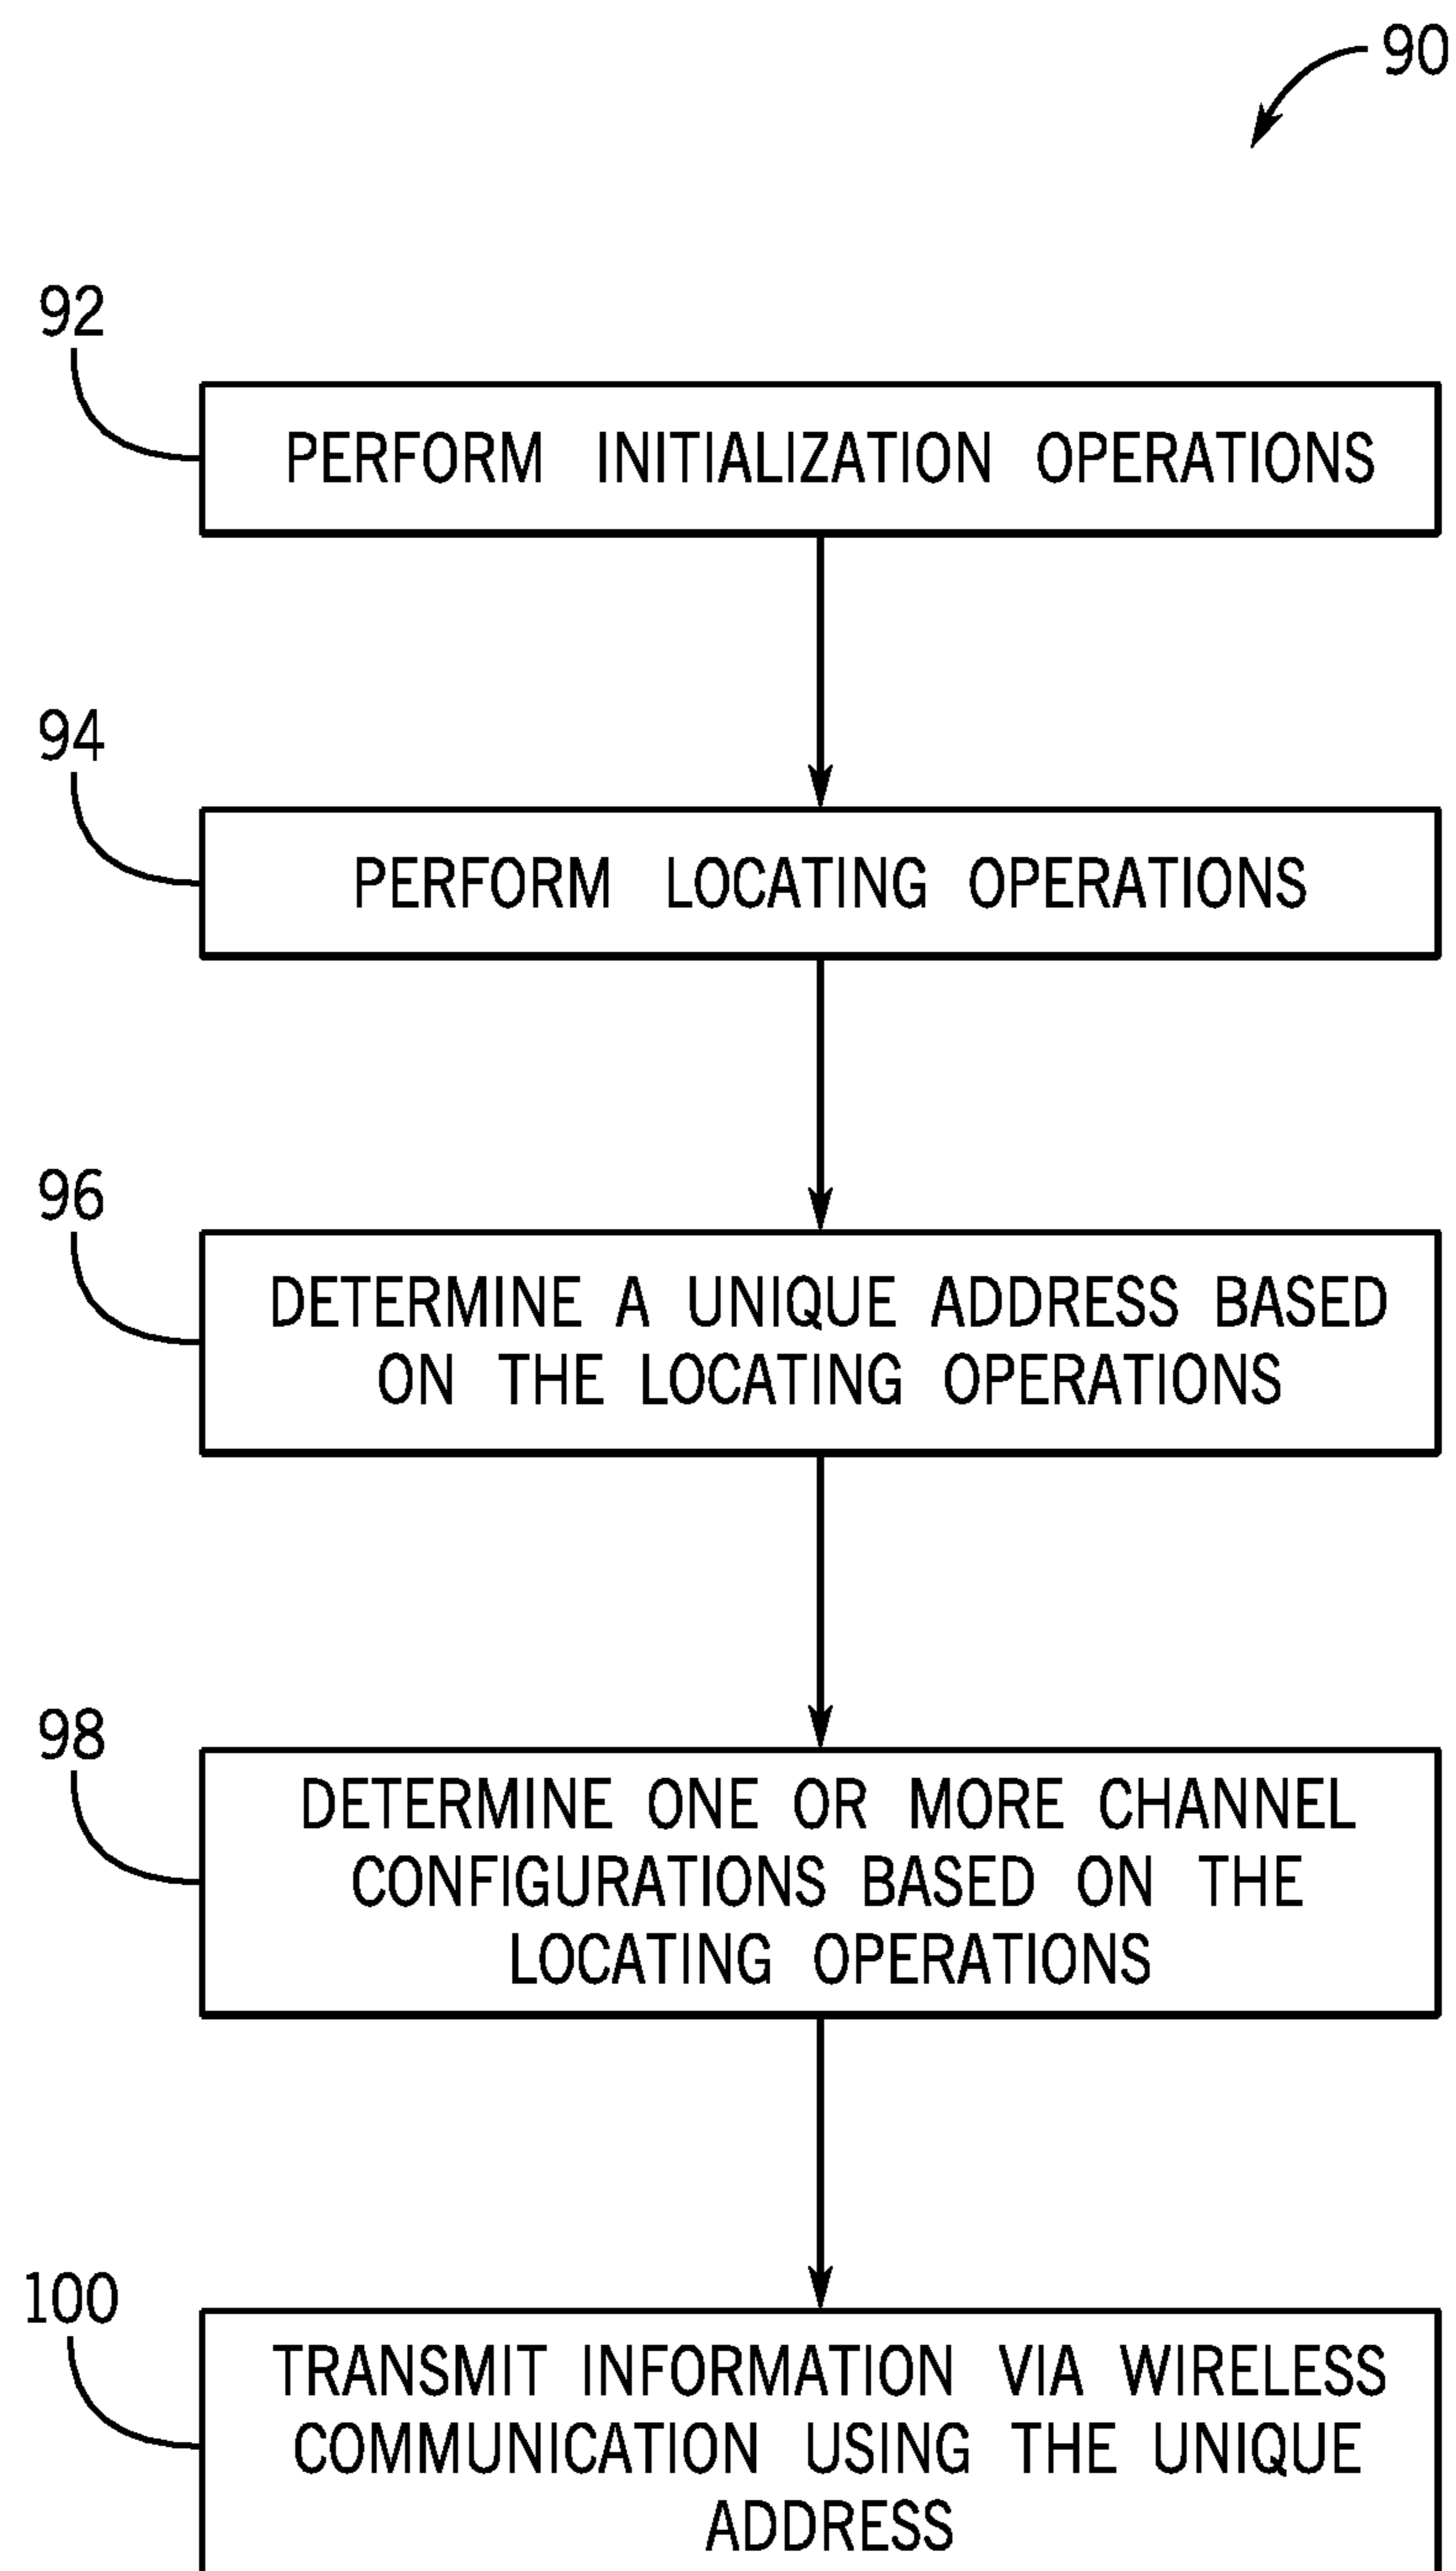 90
92
PERFORM INITIALIZATION OPERATIONS
94
PERFORM LOCATING OPERATIONS
96
DETERMINE A UNIQUE ADDRESS BASED
ON THE LOCATING OPERATIONS
98
DETERMINE ONE OR MORE CHANNEL
CONFIGURATIONS BASED ON THE
LOCATING OPERATIONS
100
TRANSMIT INFORMATION VIA WIRELESS
COMMUNICATION USING THE UNIQUE
ADDRESS